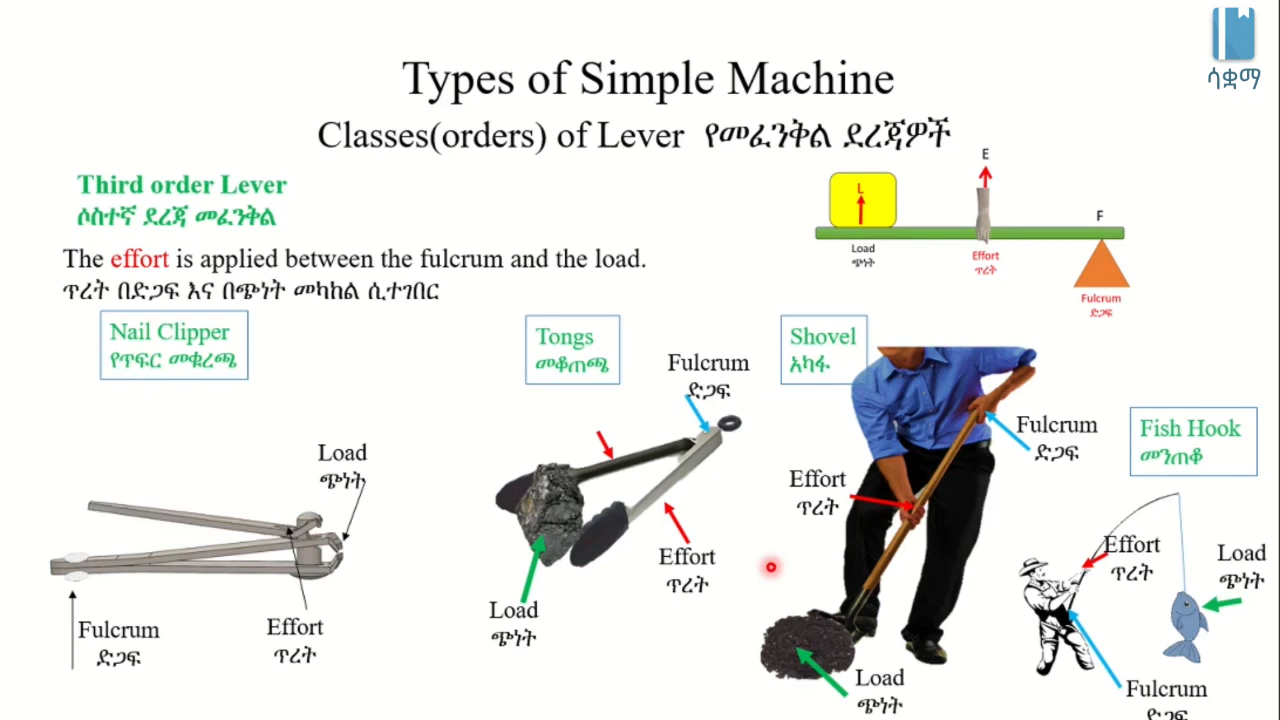 ሳቋማ
Types of Simple Machine
Classes(orders) of Lever የመፈንቅል ደረጃዎች
Third order Lever
ሶስተኛ ደረጃ መፈንቅል
The effort is applied between the fulcrum and the load.
ጥረት በድጋፍ እና በጭነት መካከል ሲተገበር
E
L
F
Load
ጭነት
Effort
ጥረት
Fulcrum
ድጋፍ
Nail Clipper
የጥፍር መቁረጫ
Load
ጭነት
Fulcrum
ድጋፍ
Effort
ጥረት
Tongs
መቆጠጫ
Fulcrum
ድጋፍ
Effort
ጥረት
Load
ጭነት
Shovel
አካፋ
Fulcrum
ድጋፍ
Effort
ጥረት
Load
ጭነት
Fish Hook
መንጠቆ
Effort
ጥረት
Load
ጭነት
Fulcrum
ድጋፍ